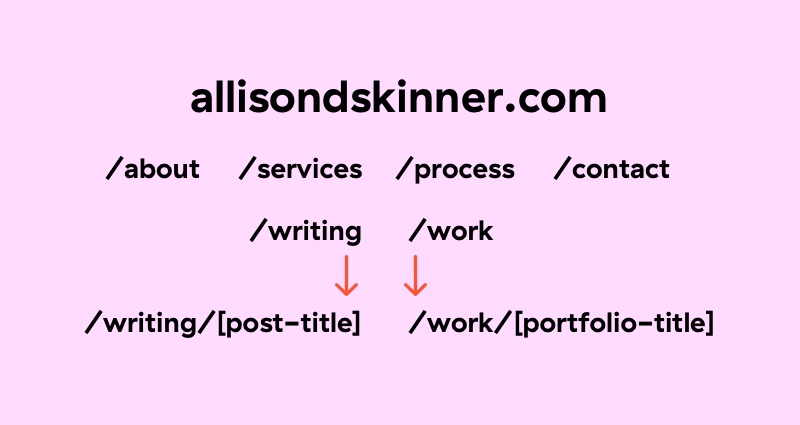 allisondskinner.com
/about /services /process /contact
/writing /work
/writing/[post-title] /work/[portfolio-title]